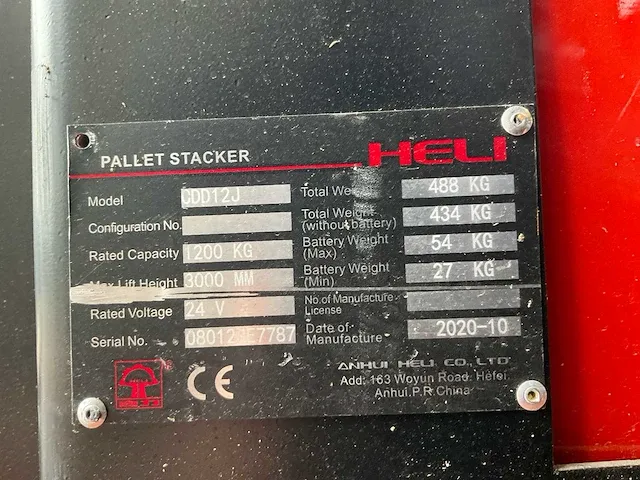 PALLET STACKER HELI
Model CDD12J Total Weight 488 KG
Configuration No. Total Weight (without battery) 434 KG
Rated Capacity 1200 KG Battery Weight (Max) 54 KG
Max Lift Height 3000 MM Battery Weight (Min) 27 KG
Rated Voltage 24 V No. of Manufacture License
Serial No. Date of Manufacture 2020-10
CE
ANHUI HELI CO., LTD
Add: 163 Woyun Road. Hefei
Anhui.P.R.China